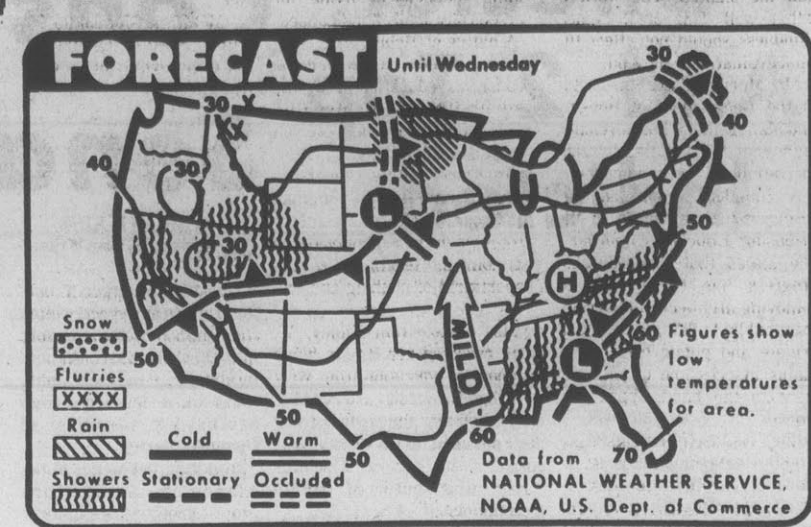 FORECAST
Until Wednesday
30
30
40
40
30
50
30
L
H
MILD
L
60
50
50
50
60
70
Snow
Flurries
XXXX
Rain
Showers
Cold
Warm
Stationary
Occluded
Figures show
low
temperatures
for area.
Data from
NATIONAL WEATHER SERVICE,
NOAA, U.S. Dept. of Commerce